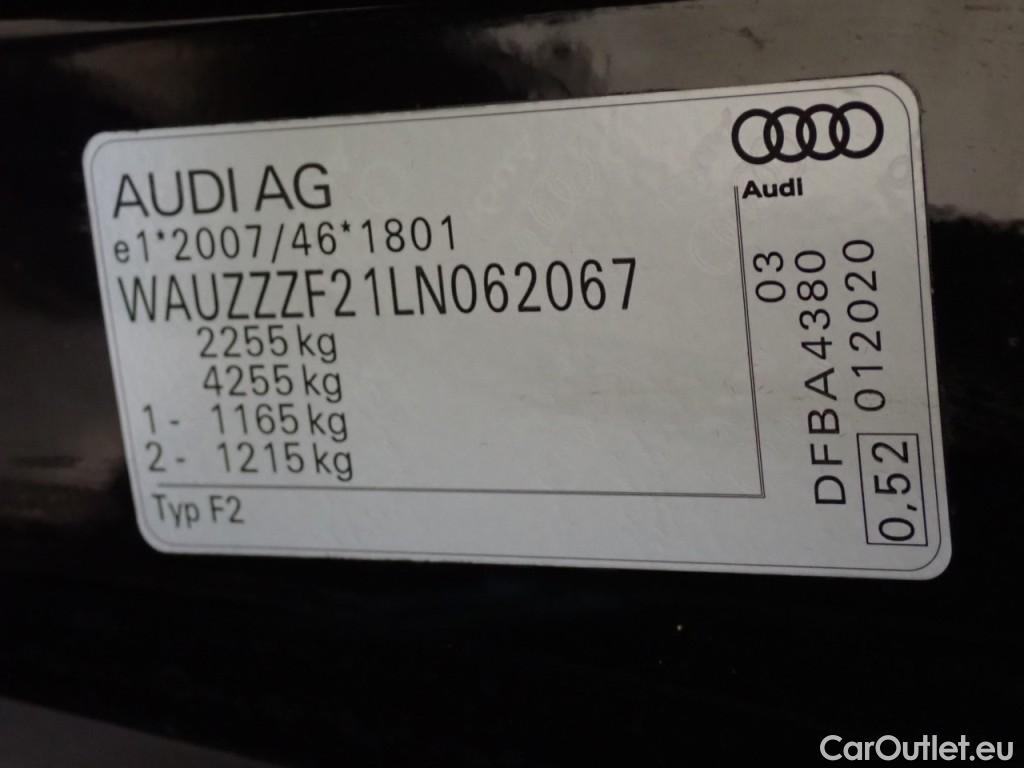 AUDI AG
e1*2007/46*1801
WAUZZZF21LN062067
2255 kg
4255 kg
1 - 1165 kg
2 - 1215 kg
Typ F2
Audi
03
DFBA4380
0,52 012020
CarOutlet.eu